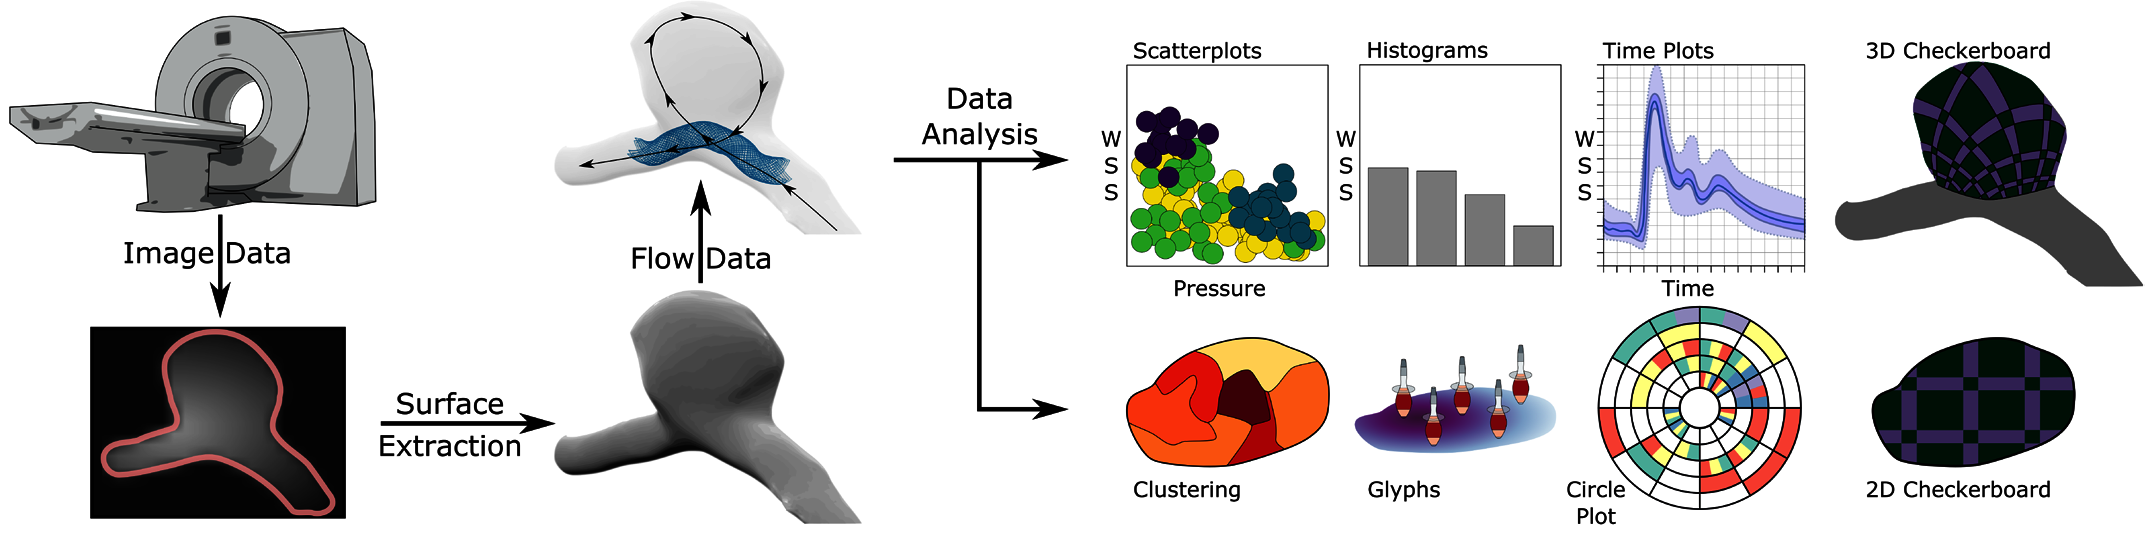 Image Data
Surface
Extraction
Flow Data
Data
Analysis
Scatterplots
W
S
S
Pressure
Histograms
W
S
S
Time Plots
W
S
S
Time
3D Checkerboard
Clustering
Glyphs
Circle
Plot
2D Checkerboard